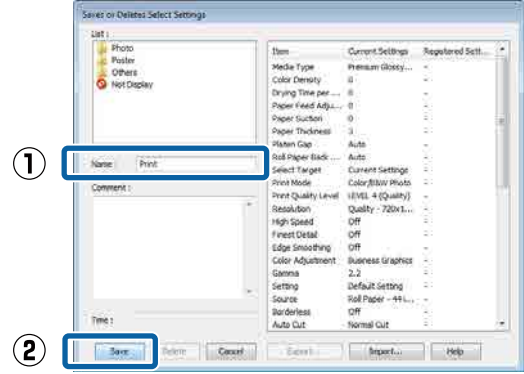 Saves or Deletes Select Settings
List :
Photo
Poster
Others
Not Display
① Name : Print
Comment :
Time :
Item Current Settings Registered Sett...
Media Type Premium Glossy... -
Color Density 0 -
Drying Time per ... 0 -
Paper Feed Adju... 0 -
Paper Suction 0 -
Paper Thickness 3 -
Platen Gap Auto -
Roll Paper Back ... Auto -
Select Target Current Settings -
Print Mode Color/B&W Photo -
Print Quality Level LEVEL 4 (Quality) -
Resolution Quality - 720x1... -
High Speed Off -
Finest Detail Off -
Edge Smoothing Off -
Color Adjustment Business Graphics -
Gamma 2.2 -
Setting Default Setting -
Source Roll Paper - 44 i... -
Borderless Off -
Auto Cut Normal Cut -
② Save Delete Cancel Export... Import... Help